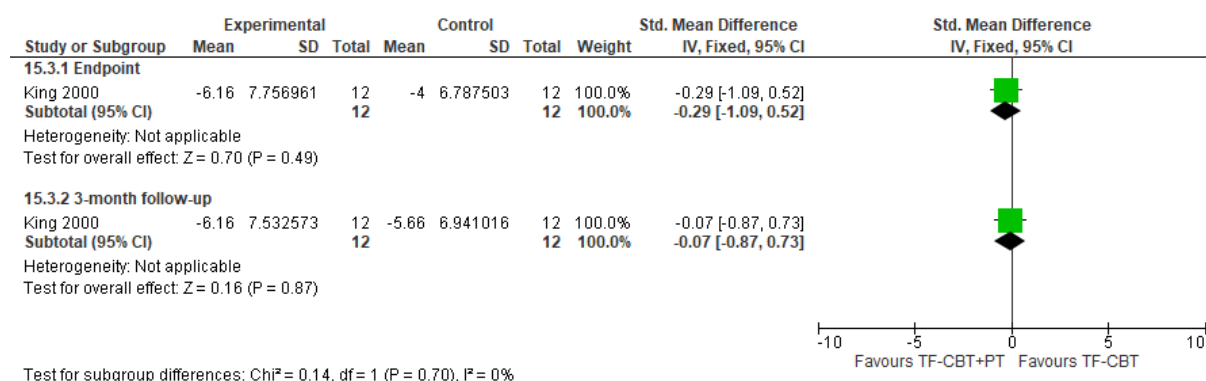 Experimental Control Std. Mean Difference Std. Mean Difference
Study or Subgroup Mean SD Total Mean SD Total Weight IV, Fixed, 95% CI IV, Fixed, 95% CI
15.3.1 Endpoint
King 2000 -6.16 7.756961 12 -4 6.787503 12 100.0% -0.29 [-1.09, 0.52]
Subtotal (95% CI) 12 12 100.0% -0.29 [-1.09, 0.52]
Heterogeneity: Not applicable
Test for overall effect: Z = 0.70 (P = 0.49)
15.3.2 3-month follow-up
King 2000 -6.16 7.532573 12 -5.66 6.941016 12 100.0% -0.07 [-0.87, 0.73]
Subtotal (95% CI) 12 12 100.0% -0.07 [-0.87, 0.73]
Heterogeneity: Not applicable
Test for overall effect: Z = 0.16 (P = 0.87)
-10 -5 0 5 10
Favours TF-CBT+PT Favours TF-CBT
Test for subgroup differences: Chi² = 0.14, df = 1 (P = 0.70), I² = 0%